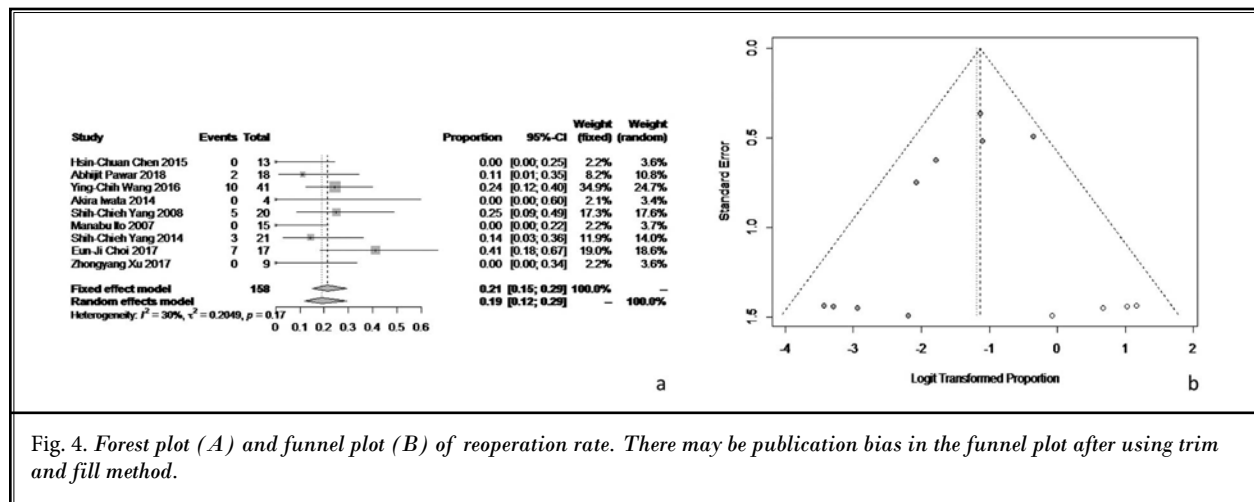 Weight Weight
Study Events Total Proportion 95%-CI (fixed) (random)
Hsin-Chuan Chen 2015 0 13 0.00 [0.00; 0.25] 2.2% 3.6%
Abhijit Pawar 2018 2 18 0.11 [0.01; 0.35] 8.2% 10.8%
Ying-Chih Wang 2016 10 41 0.24 [0.12; 0.40] 34.9% 24.7%
Akira Iwata 2014 0 4 0.00 [0.00; 0.60] 2.1% 3.4%
Shih-Chieh Yang 2008 5 20 0.25 [0.09; 0.49] 17.3% 17.6%
Manabu Ito 2007 0 15 0.00 [0.00; 0.22] 2.2% 3.7%
Shih-Chieh Yang 2014 3 21 0.14 [0.03; 0.36] 11.9% 14.0%
Eun-Ji Choi 2017 7 17 0.41 [0.18; 0.67] 19.0% 18.6%
Zhongyang Xu 2017 0 9 0.00 [0.00; 0.34] 2.2% 3.6%
Fixed effect model 158 0.21 [0.15; 0.29] 100.0% --
Random effects model 0.19 [0.12; 0.29] -- 100.0%
Heterogeneity: I² = 30%, τ² = 0.2049, p = 0.17
0 0.1 0.2 0.3 0.4 0.5 0.6
a
Standard Error
0.0
0.5
1.0
1.5
-4 -3 -2 -1 0 1 2
Logit Transformed Proportion
b
Fig. 4. Forest plot (A) and funnel plot (B) of reoperation rate. There may be publication bias in the funnel plot after using trim
and fill method.